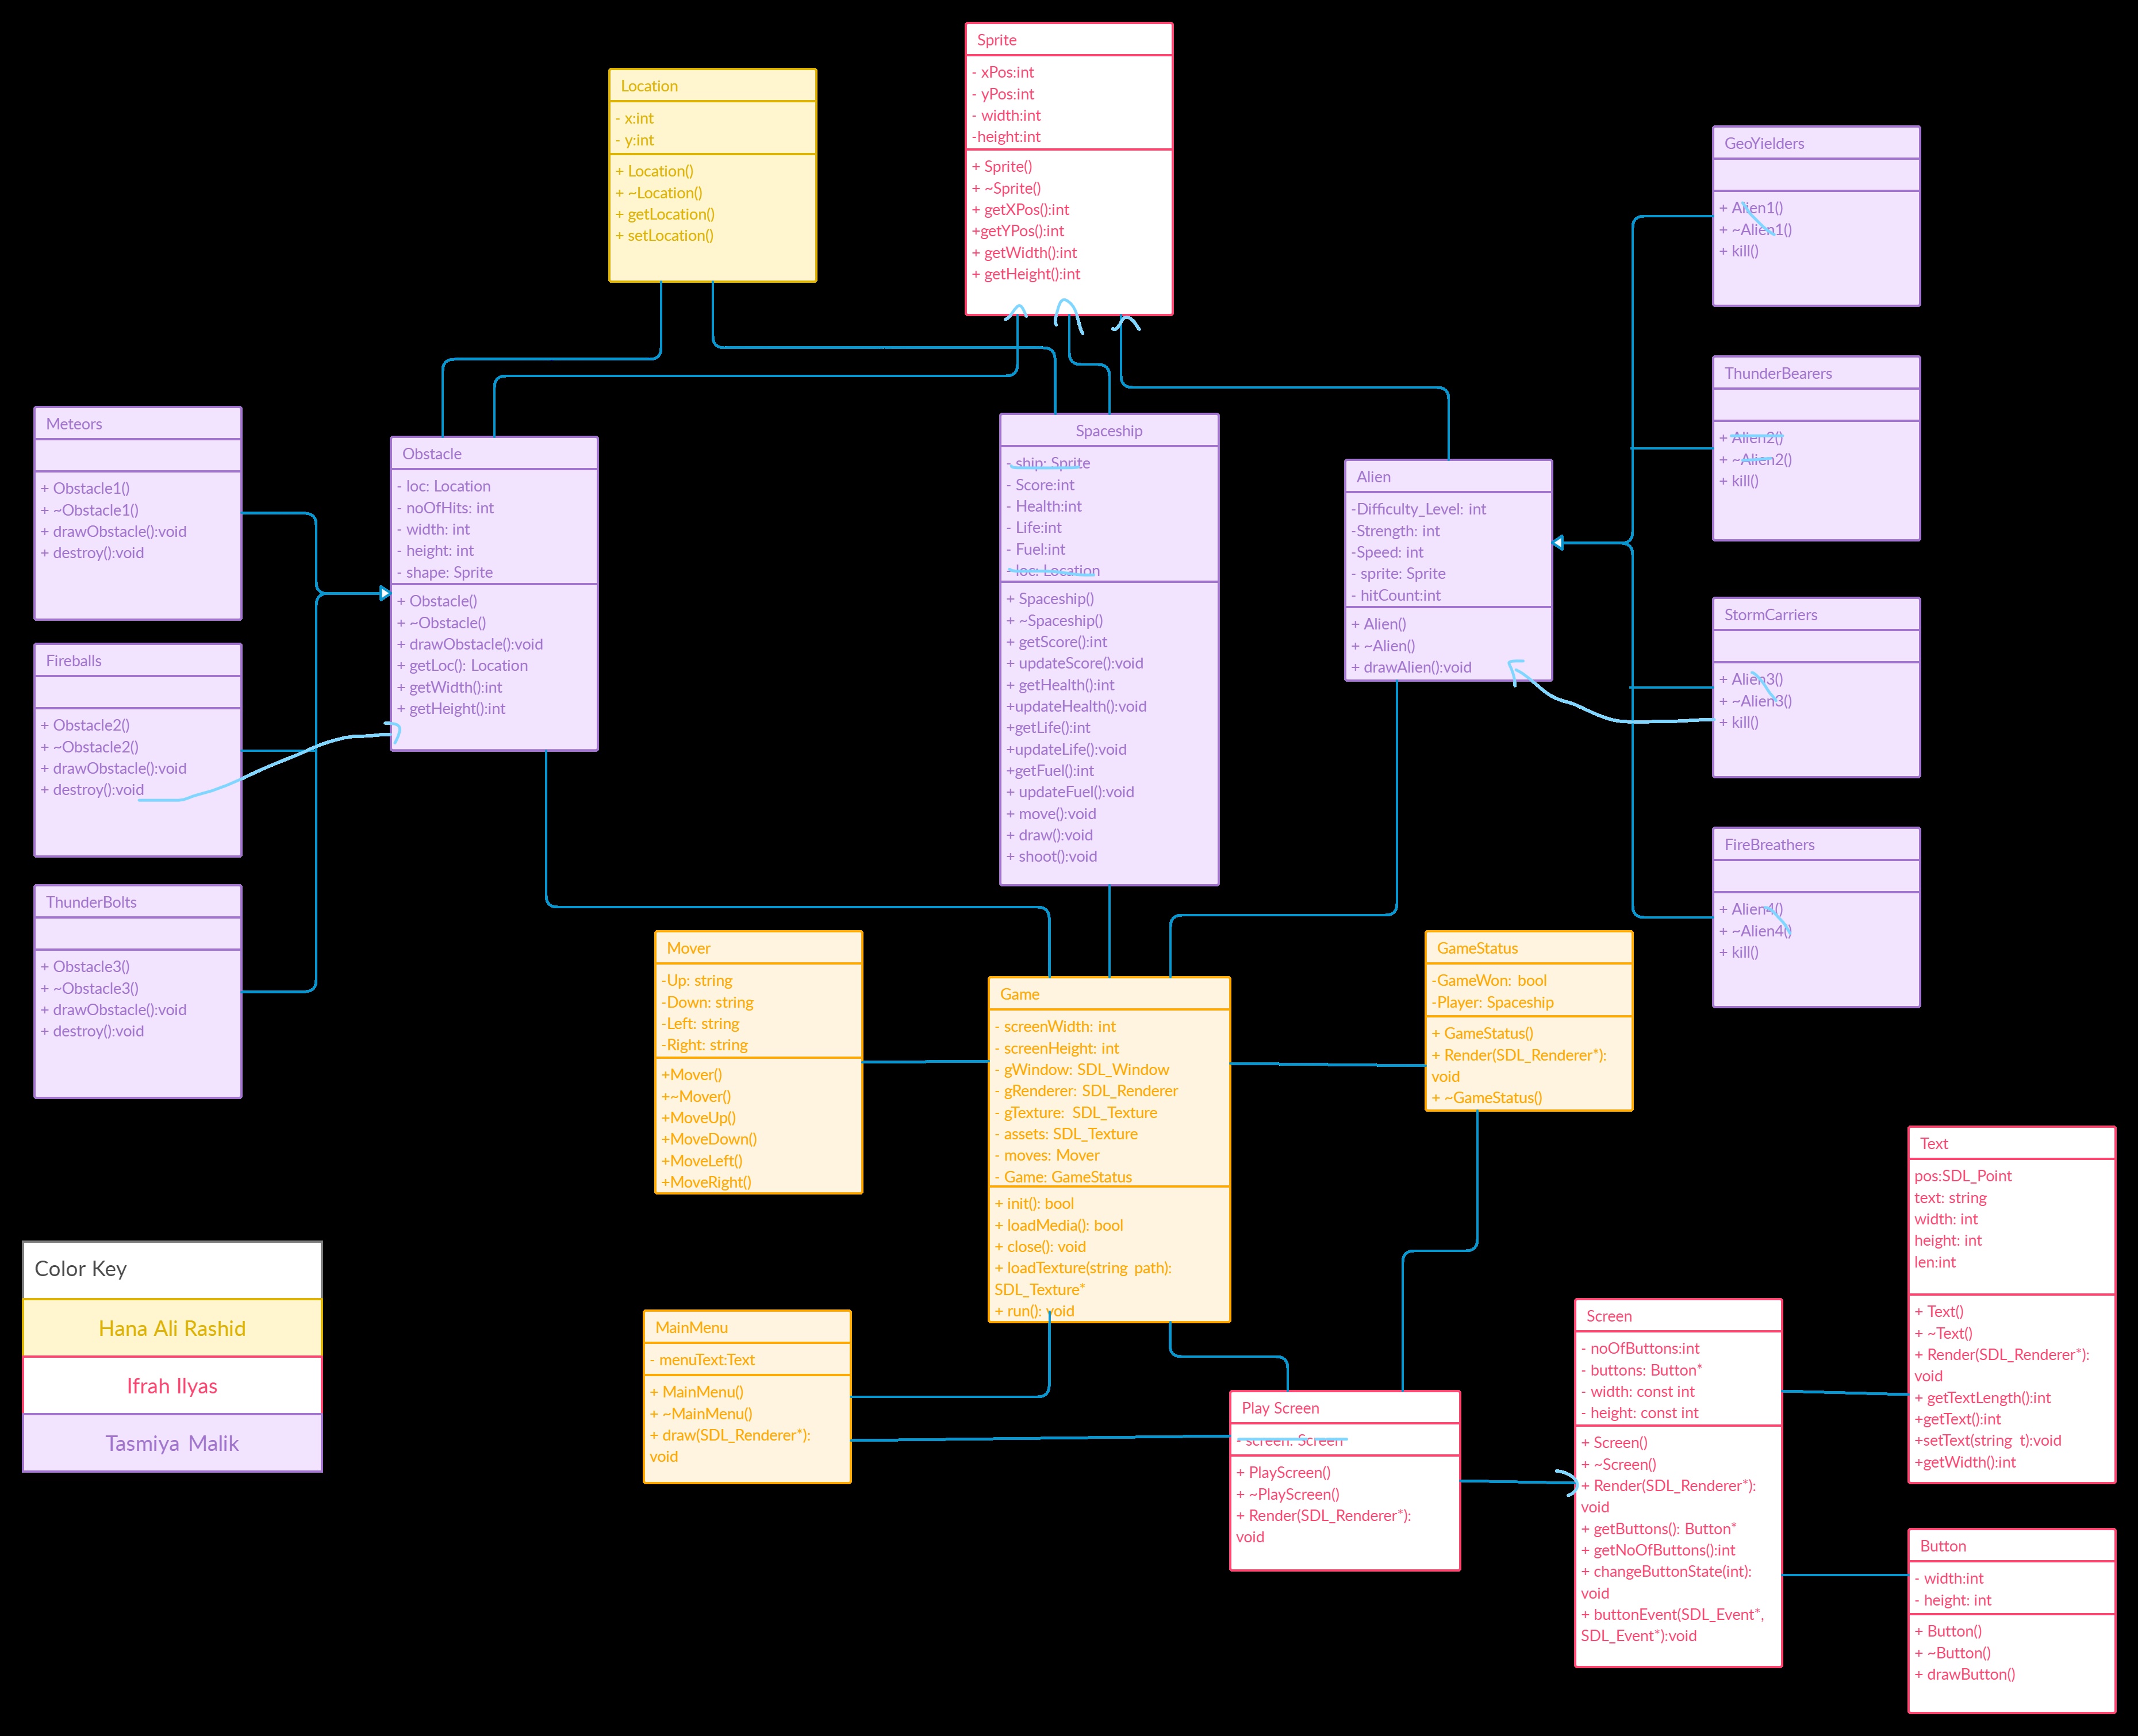 Sprite
- xPos:int
- yPos:int
- width:int
-height:int
+ Sprite()
+ ~Sprite()
+ getXPos():int
+getYPos():int
+ getWidth():int
+ getHeight():int
Location
- x:int
- y:int
+ Location()
+ ~Location()
+ getLocation()
+ setLocation()
GeoYielders
+ Alien1()
+ ~Alien1()
+ kill()
ThunderBearers
+ Alien2()
+ ~Alien2()
+ kill()
Meteors
+ Obstacle1()
+ ~Obstacle1()
+ drawObstacle():void
+ destroy():void
Obstacle
- loc: Location
- noOfHits: int
- width: int
- height: int
- shape: Sprite
+ Obstacle()
+ ~Obstacle()
+ drawObstacle():void
+ getLoc(): Location
+ getWidth():int
+ getHeight():int
Spaceship
- ship: Sprite
- Score:int
- Health:int
- Life:int
- Fuel:int
- loc: Location
+ Spaceship()
+ ~Spaceship()
+ getScore():int
+ updateScore():void
+ getHealth():int
+updateHealth():void
+getLife():int
+updateLife():void
+getFuel():int
+ updateFuel():void
+ move():void
+ draw():void
+ shoot():void
Alien
-Difficulty_Level: int
-Strength: int
-Speed: int
- sprite: Sprite
- hitCount:int
+ Alien()
+ ~Alien()
+ drawAlien():void
StormCarriers
+ Alien3()
+ ~Alien3()
+ kill()
Fireballs
+ Obstacle2()
+ ~Obstacle2()
+ drawObstacle():void
+ destroy():void
FireBreathers
+ Alien4()
+ ~Alien4()
+ kill()
ThunderBolts
+ Obstacle3()
+ ~Obstacle3()
+ drawObstacle():void
+ destroy():void
Mover
-Up: string
-Down: string
-Left: string
-Right: string
+Mover()
+~Mover()
+MoveUp()
+MoveDown()
+MoveLeft()
+MoveRight()
Game
- screenWidth: int
- screenHeight: int
- gWindow: SDL_Window
- gRenderer: SDL_Renderer
- gTexture: SDL_Texture
- assets: SDL_Texture
- moves: Mover
- Game: GameStatus
+ init(): bool
+ loadMedia(): bool
+ close(): void
+ loadTexture(string path):
SDL_Texture*
+ run(): void
GameStatus
-GameWon: bool
-Player: Spaceship
+ GameStatus()
+ Render(SDL_Renderer*):
void
+ ~GameStatus()
Text
pos:SDL_Point
text: string
width: int
height: int
len:int
+ Text()
+ ~Text()
+ Render(SDL_Renderer*):
void
+ getTextLength():int
+getText():int
+setText(string t):void
+getWidth():int
Color Key
Hana Ali Rashid
Ifrah Ilyas
Tasmiya Malik
MainMenu
- menuText:Text
+ MainMenu()
+ ~MainMenu()
+ draw(SDL_Renderer*):
void
Play Screen
- screen: Screen
+ PlayScreen()
+ ~PlayScreen()
+ Render(SDL_Renderer*):
void
Screen
- noOfButtons:int
- buttons: Button*
- width: const int
- height: const int
+ Screen()
+ ~Screen()
+ Render(SDL_Renderer*):
void
+ getButtons(): Button*
+ getNoOfButtons():int
+ changeButtonState(int):
void
+ buttonEvent(SDL_Event*,
SDL_Event*):void
Button
- width:int
- height: int
+ Button()
+ ~Button()
+ drawButton()